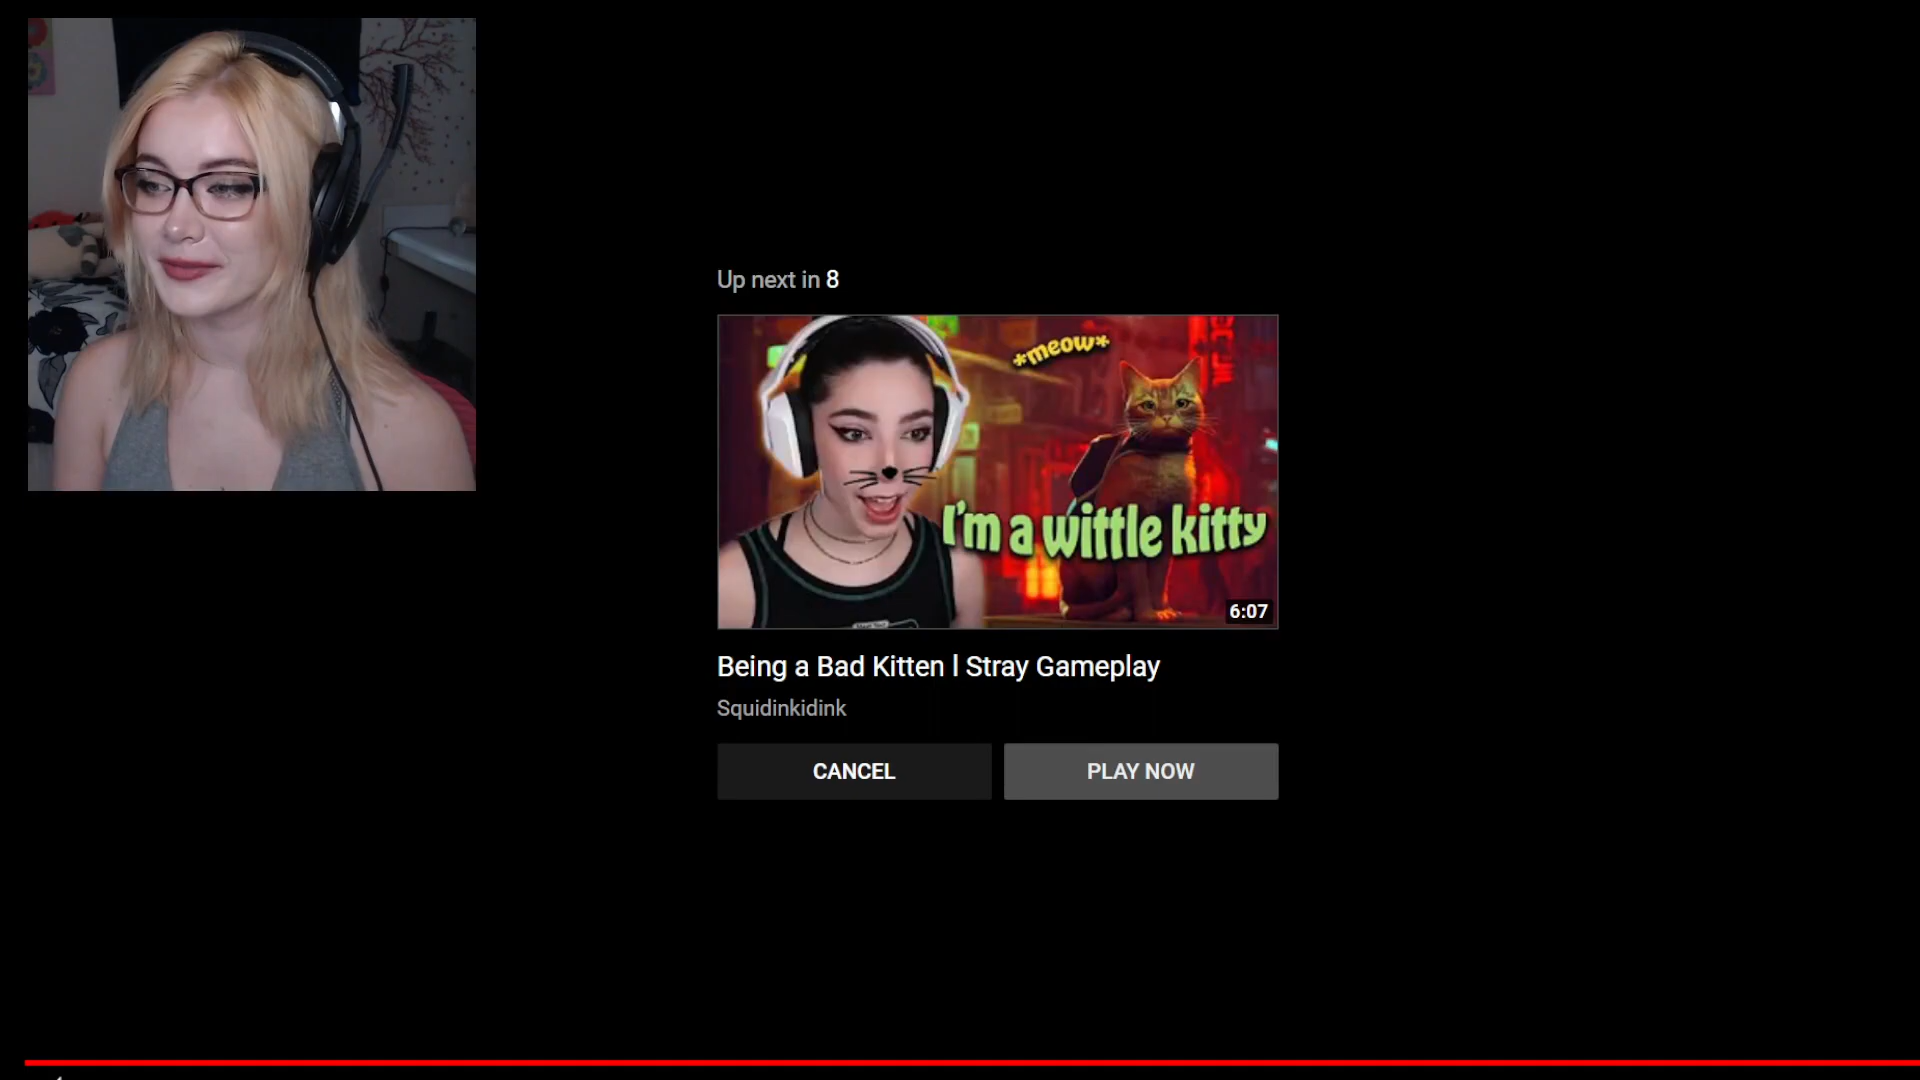 Up next in 8
*meow*
I'm a wittle kitty
6:07
Being a Bad Kitten l Stray Gameplay
Squidinkidink
CANCEL
PLAY NOW